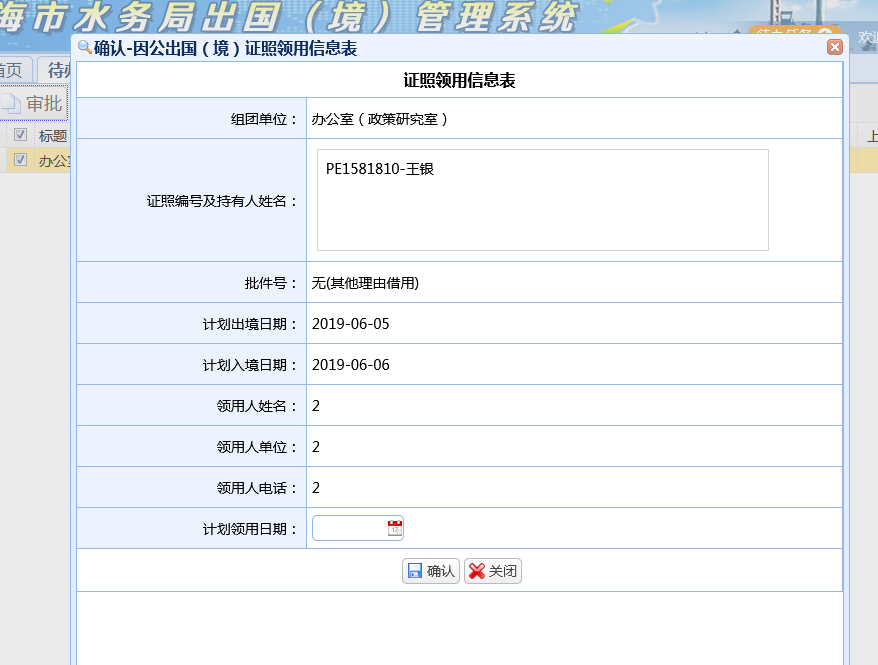 海市水务局出国（境）管理系统
确认-因公出国（境）证照领用信息表
首页
审批
标题
证照领用信息表
组团单位：
办公室（政策研究室）
证照编号及持有人姓名：
PE1581810-王银
批件号：
无(其他理由借用)
计划出境日期：
2019-06-05
计划入境日期：
2019-06-06
领用人姓名：
2
领用人单位：
2
领用人电话：
2
计划领用日期：
确认
关闭